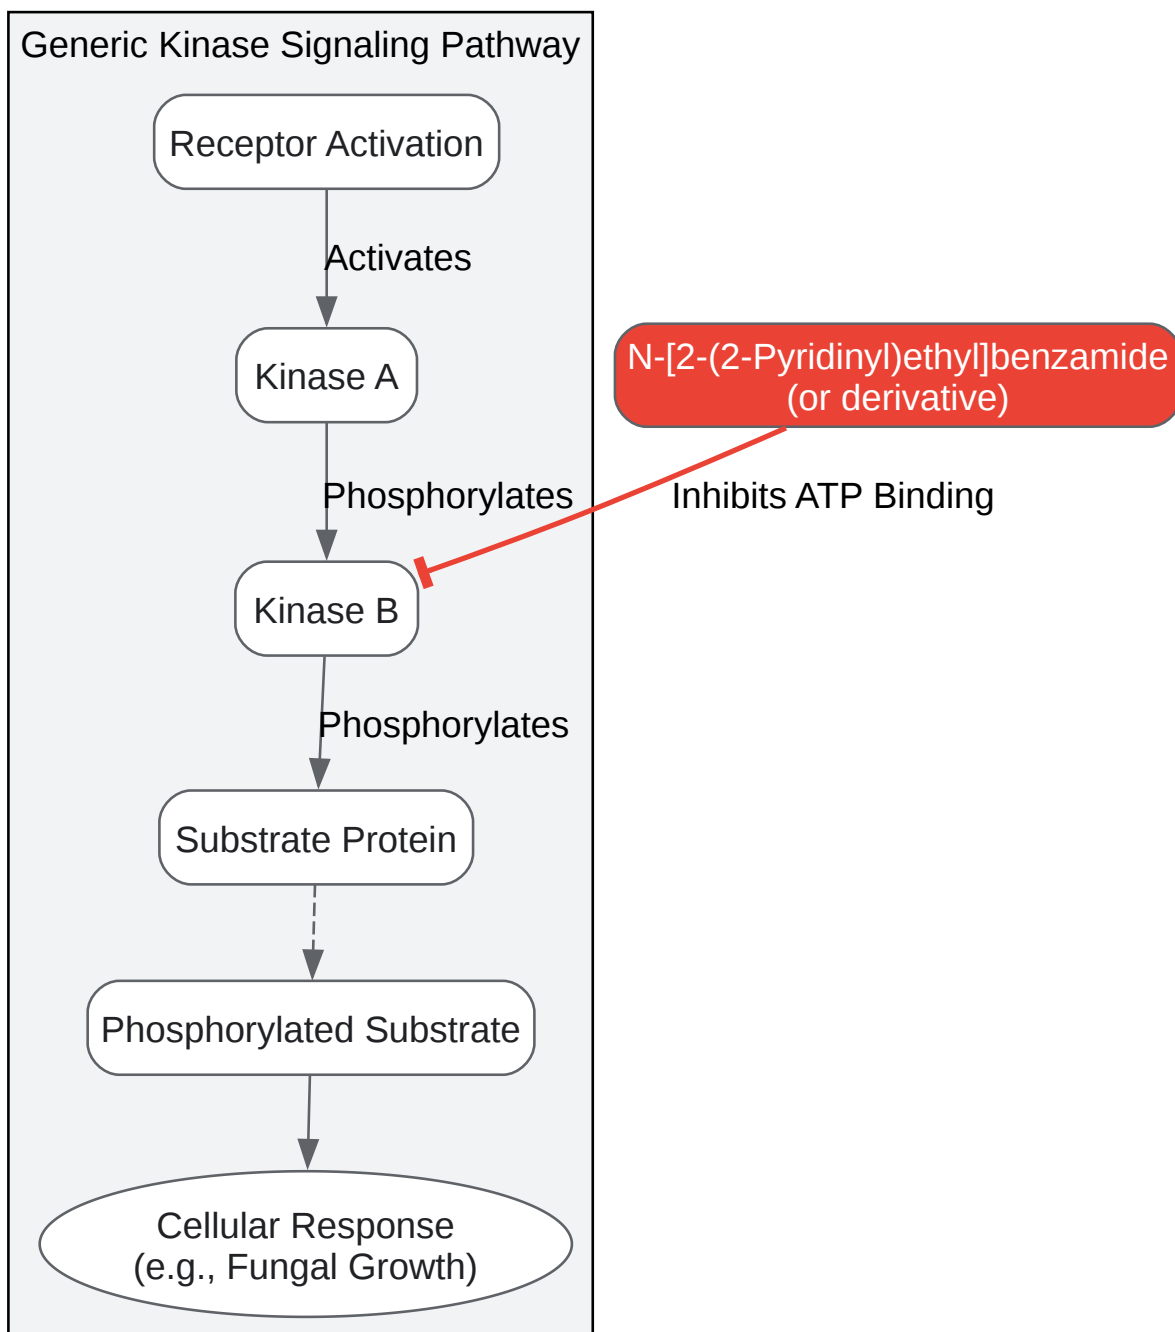 Generic Kinase Signaling Pathway
Receptor Activation
Activates
Kinase A
N-[2-(2-Pyridinyl)ethyl]benzamide
(or derivative)
Phosphorylates
Inhibits ATP Binding
Kinase B
Phosphorylates
Substrate Protein
Phosphorylated Substrate
Cellular Response
(e.g., Fungal Growth)